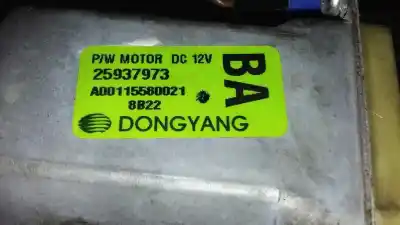 P/W MOTOR DC 12V
25937973
A00115580021
8B22
BA
DONGYANG